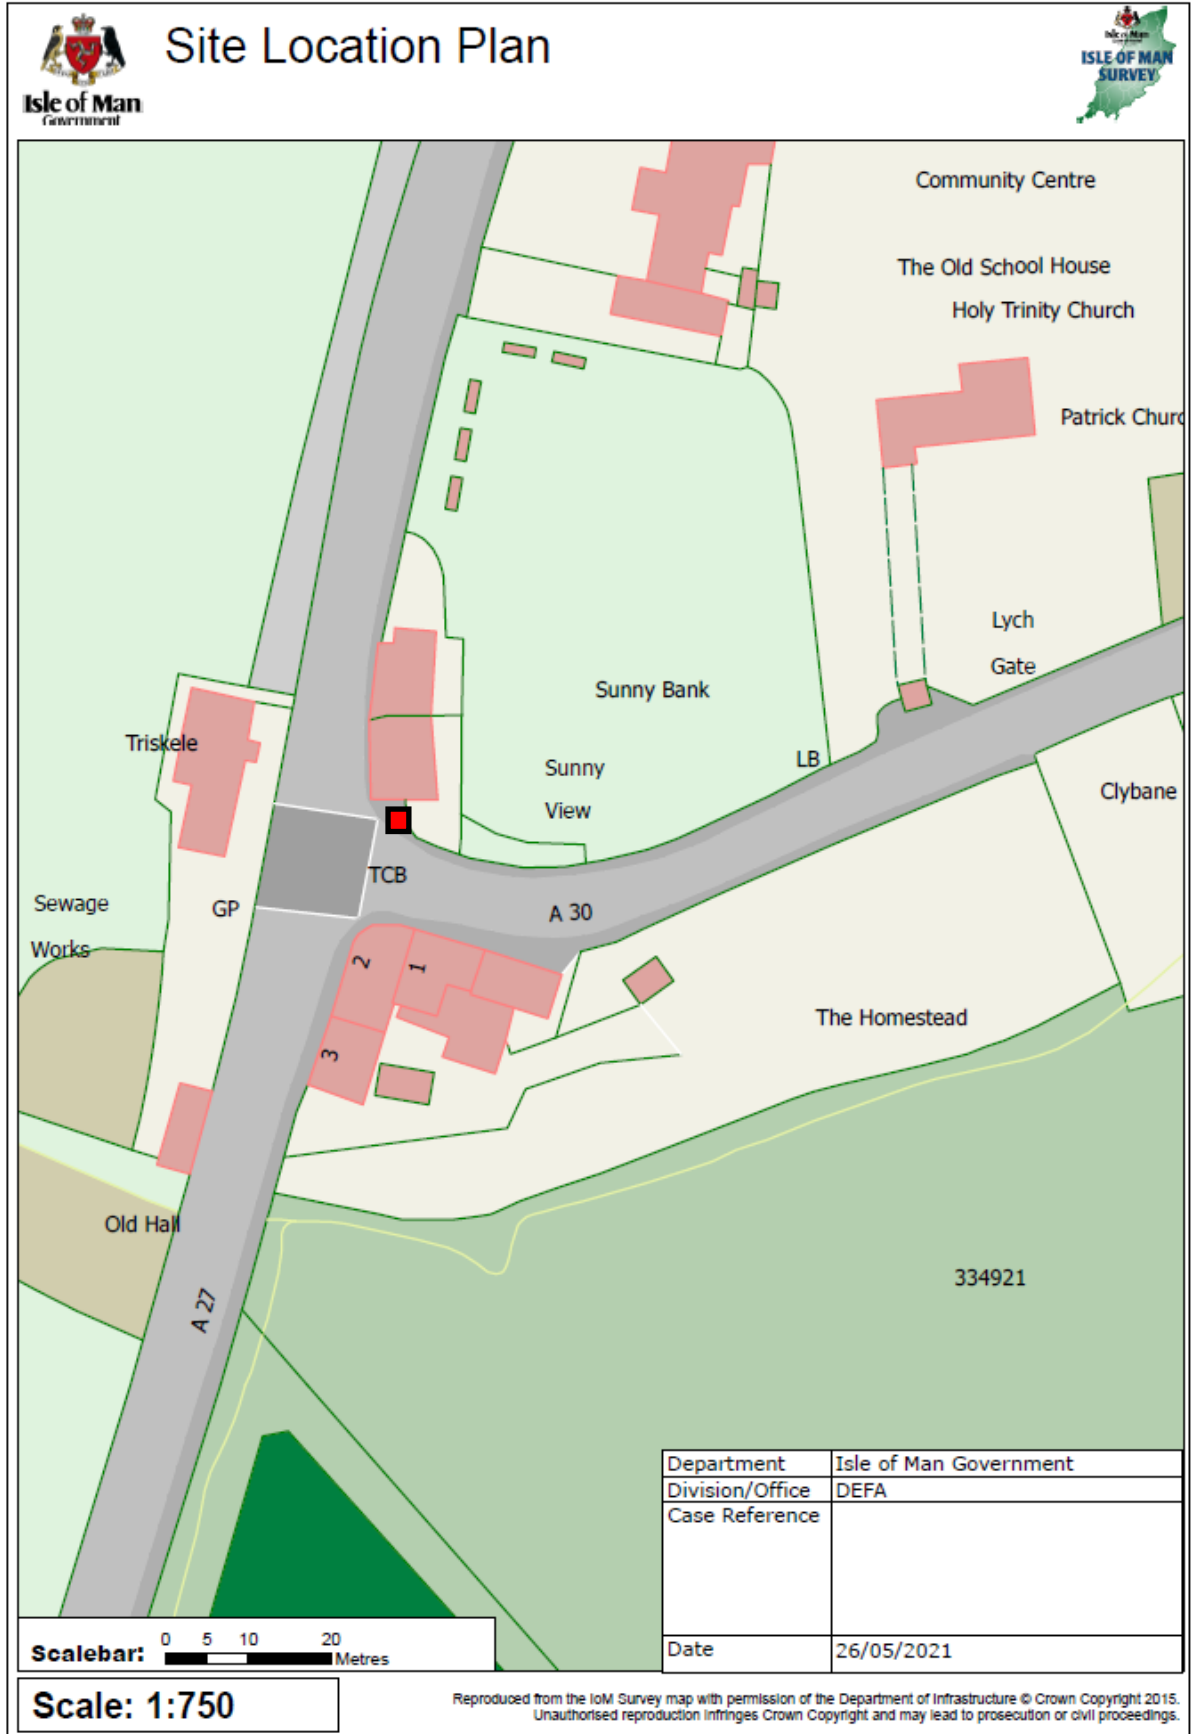 Site Location Plan
Isle of Man
Government
Isle of Man
Government
ISLE OF MAN
SURVEY
Community Centre
The Old School House
Holy Trinity Church
Patrick Churc
Lych
Gate
Sunny Bank
Triskele
LB
Sunny
View
Clybane
TCB
Sewage
Works
GP
A 30
2
1
3
The Homestead
Old Hall
334921
A 27
Department Isle of Man Government
Division/Office DEFA
Case Reference
Date 26/05/2021
Scalebar: 0 5 10 20 Metres
Scale: 1:750
Reproduced from the IoM Survey map with permission of the Department of Infrastructure © Crown Copyright 2015.
Unauthorised reproduction infringes Crown Copyright and may lead to prosecution or civil proceedings.